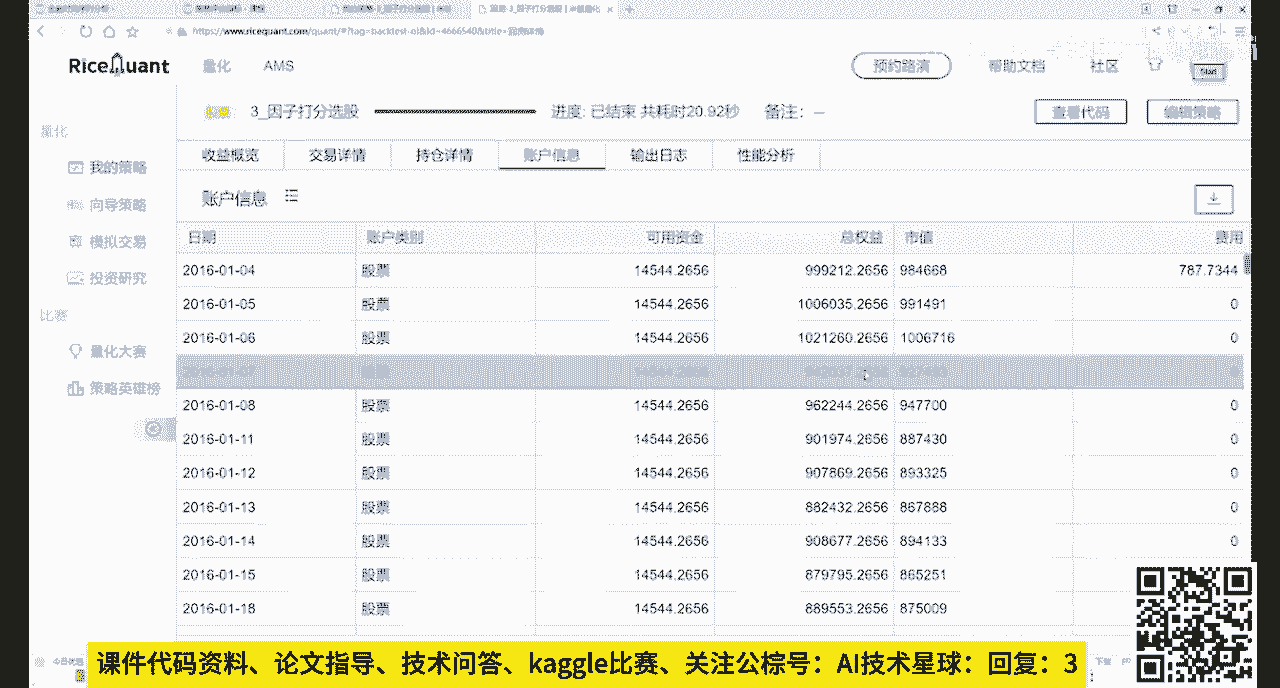 https://www.ricequant.com/quant/
RiceQuant 量化 AMS 预约路演 帮助文档 社区
3_因子打分选股 进度: 已结束 共耗时20.92秒 备注: — 查看代码 编辑策略
量化
我的策略
向导策略
模拟交易
投资研究
比赛
量化大赛
策略英雄榜
收益概览 交易详情 持仓详情 账户信息 输出日志 性能分析
账户信息
日期 账户类别 可用资金 总权益 市值 费用
2016-01-04 股票 14544.2656 999212.2656 984668 787.7344
2016-01-05 股票 14544.2656 1006035.2656 991491 0
2016-01-06 股票 14544.2656 1021260.2656 1006716 0
2016-01-08 股票 14544.2656 962244.2656 947700 0
2016-01-11 股票 14544.2656 901974.2656 887430 0
2016-01-12 股票 14544.2656 907869.2656 893325 0
2016-01-13 股票 14544.2656 882432.2656 867888 0
2016-01-14 股票 14544.2656 908677.2656 894133 0
2016-01-15 股票 14544.2656 879795.2656 865251 0
2016-01-18 股票 14544.2656 889553.2656 875009 0
课件代码资料、论文指导、技术问答、kaggle比赛、关注公棕号：AI技术星球：回复：3